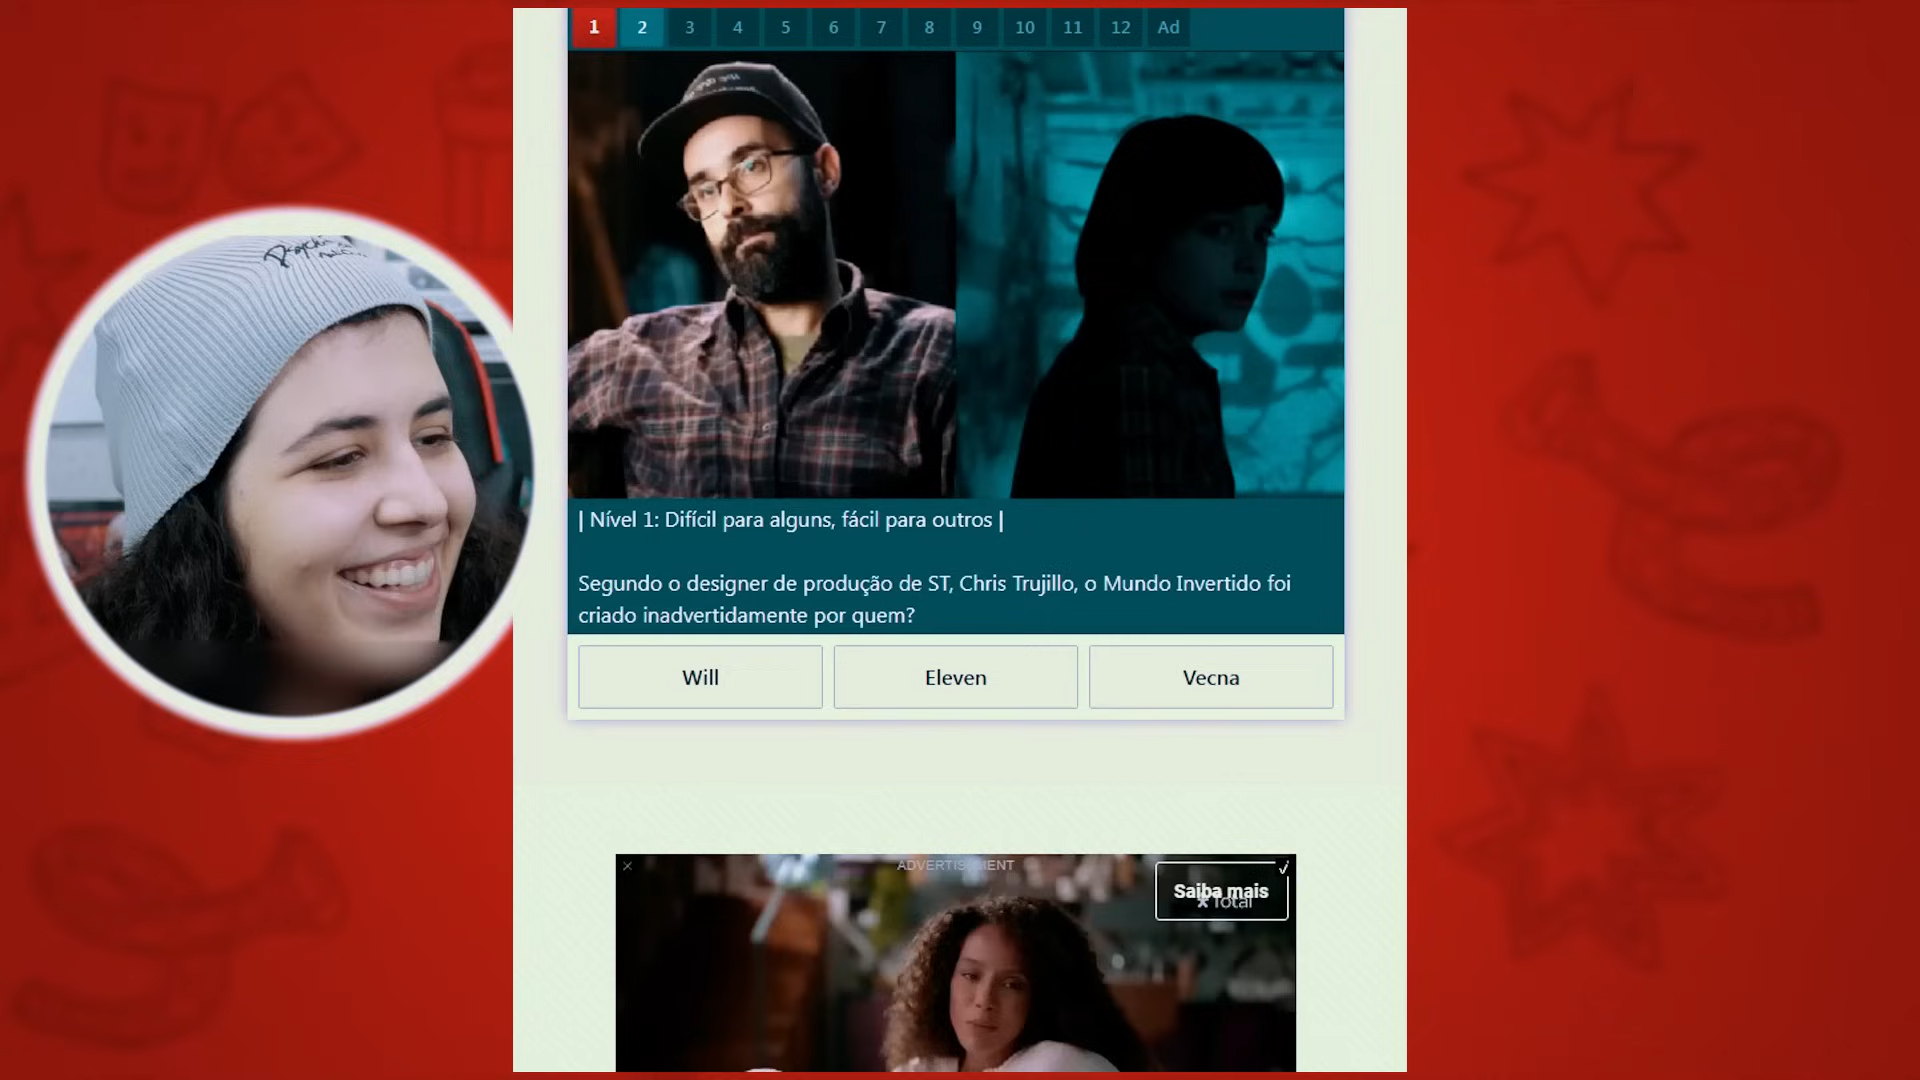 1 2 3 4 5 6 7 8 9 10 11 12 Ad
| Nível 1: Difícil para alguns, fácil para outros |
Segundo o designer de produção de ST, Chris Trujillo, o Mundo Invertido foi
criado inadvertidamente por quem?
Will Eleven Vecna
ADVERTISEMENT
Saiba mais
Total